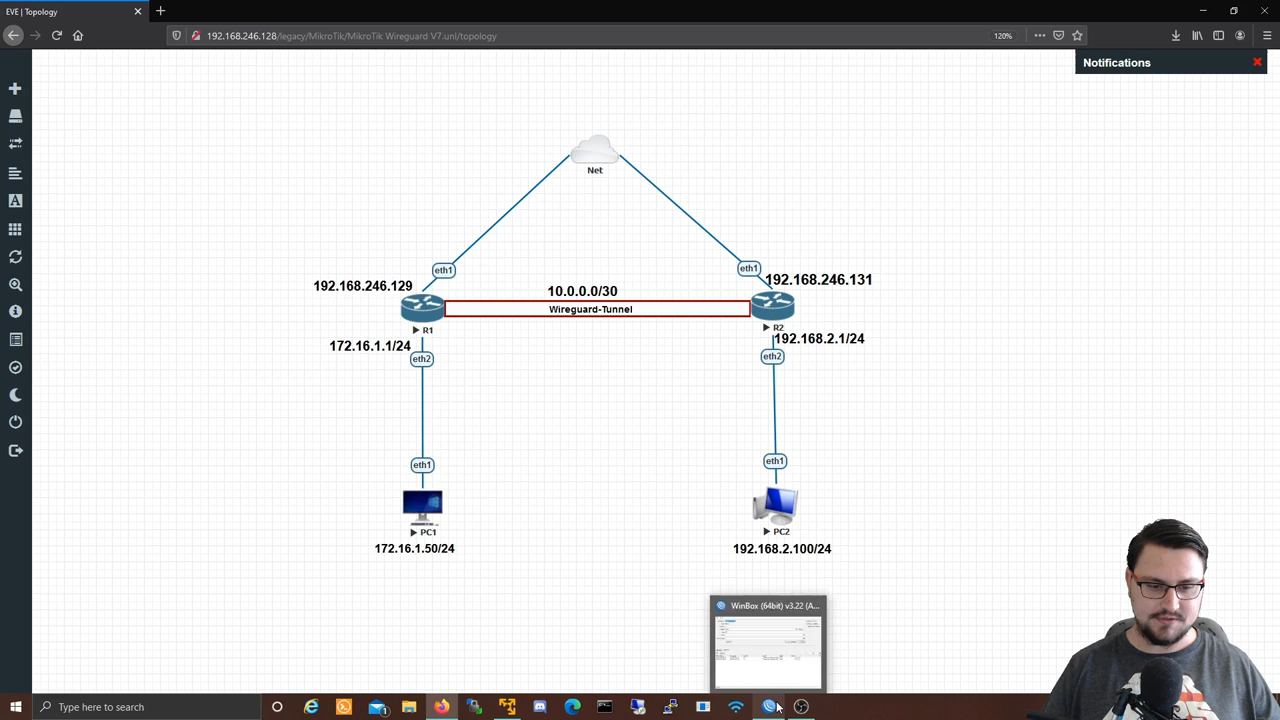 EVE | Topology
192.168.246.128/legacy/MikroTik/MikroTik Wireguard V7.unl/topology
120%
Notifications
Net
eth1
eth1
192.168.246.129
10.0.0.0/30
192.168.246.131
Wireguard-Tunnel
R1
R2
172.16.1.1/24
192.168.2.1/24
eth2
eth2
eth1
eth1
PC1
PC2
172.16.1.50/24
192.168.2.100/24
WinBox (64bit) v3.22 (A...
Type here to search